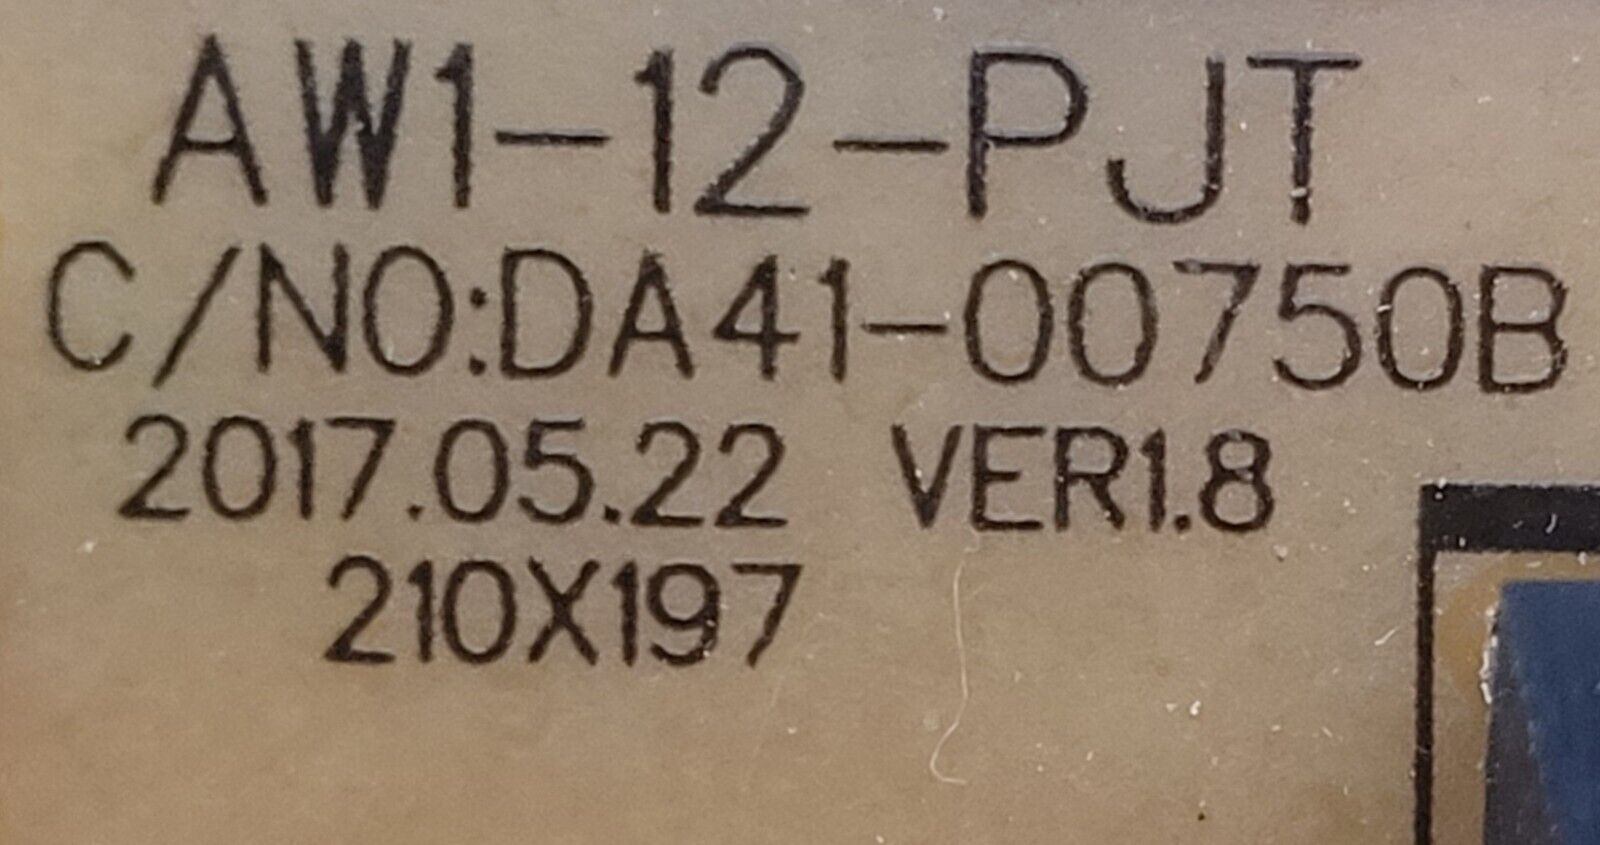 AW1-12-PJT
C/NO:DA41-00750B
2017.05.22 VER1.8
210X197